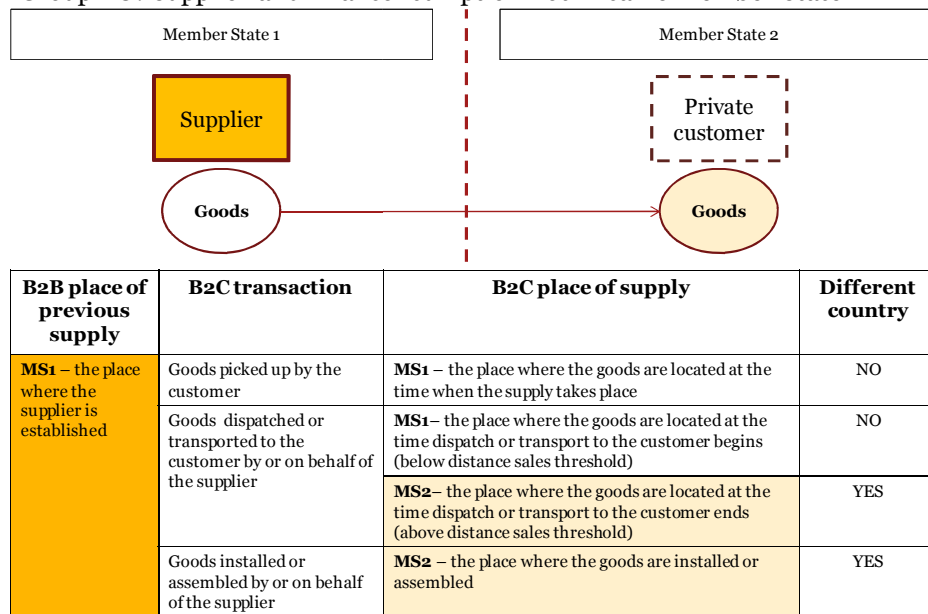 Member State 1
Member State 2
Supplier
Private
customer
Goods
Goods
B2B place of
previous
supply
B2C transaction
B2C place of supply
Different
country
MS1 – the place
where the
supplier is
established
Goods picked up by the
customer
MS1 – the place where the goods are located at the
time when the supply takes place
NO
Goods dispatched or
transported to the
customer by or on behalf of
the supplier
MS1– the place where the goods are located at the
time dispatch or transport to the customer begins
(below distance sales threshold)
NO
MS2– the place where the goods are located at the
time dispatch or transport to the customer ends
(above distance sales threshold)
YES
Goods installed or
assembled by or on behalf
of the supplier
MS2 – the place where the goods are installed or
assembled
YES